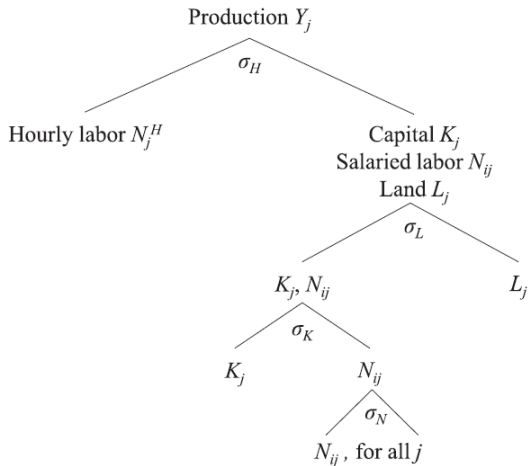 Production Y_j
σ_H
Hourly labor N_j^H
Capital K_j
Salaried labor N_ij
Land L_j
σ_L
K_j, N_ij
L_j
σ_K
K_j
N_ij
σ_N
N_ij , for all j